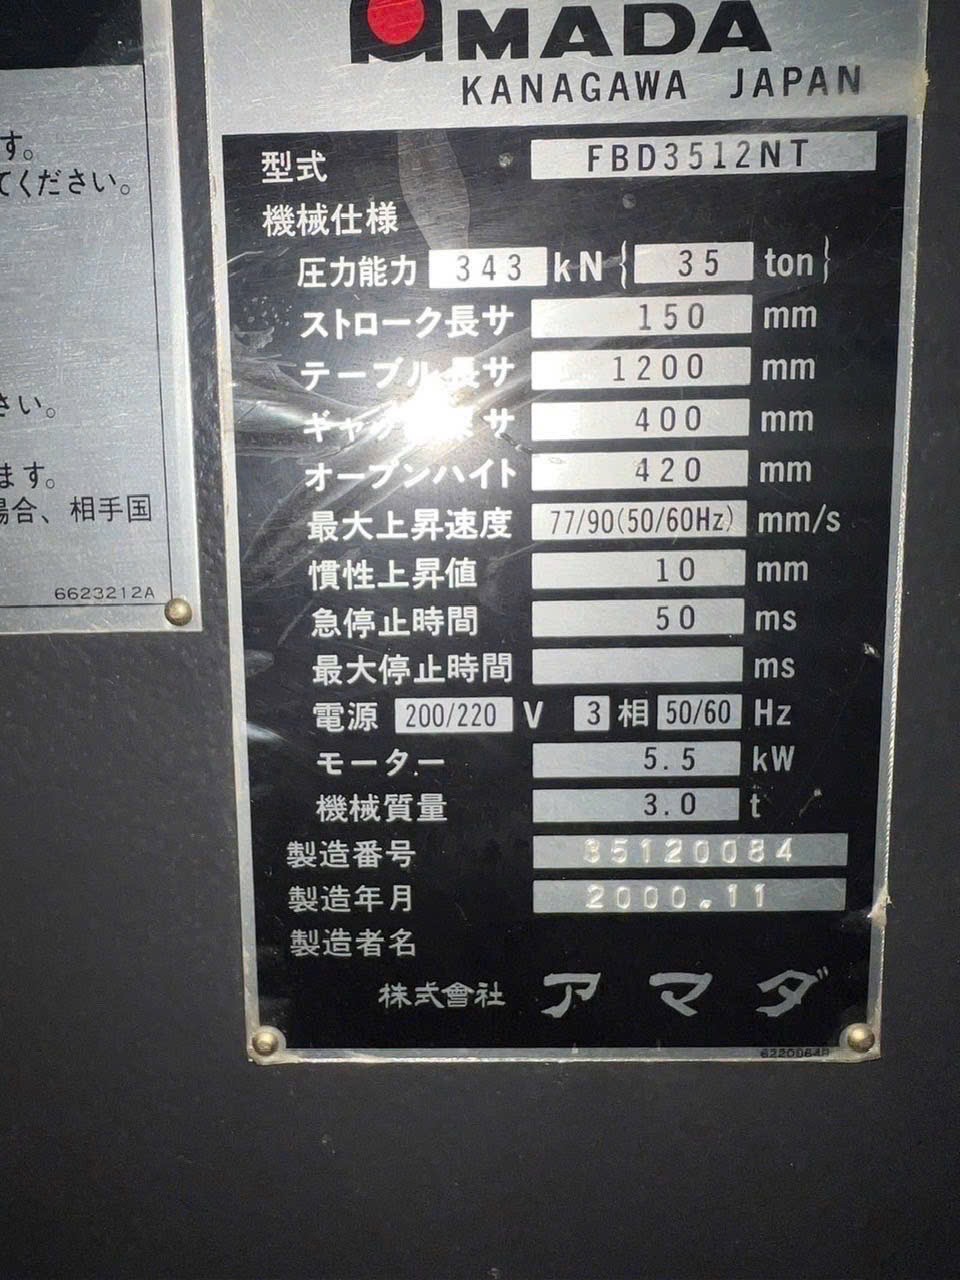 す。
てください。
さい。
ます。
場合、相手国
6623212A
AMADA
KANAGAWA JAPAN
型式 FBD3512NT
機械仕様
圧力能力 343 kN { 35 ton }
ストローク長サ 150 mm
テーブル長サ 1200 mm
ギャップ長サ 400 mm
オープンハイト 420 mm
最大上昇速度 77/90(50/60Hz) mm/s
慣性上昇値 10 mm
急停止時間 50 ms
最大停止時間 ms
電源 200/220 V 3 相 50/60 Hz
モーター 5.5 kW
機械質量 3.0 t
製造番号 35120084
製造年月 2000.11
製造者名
株式會社 アマダ